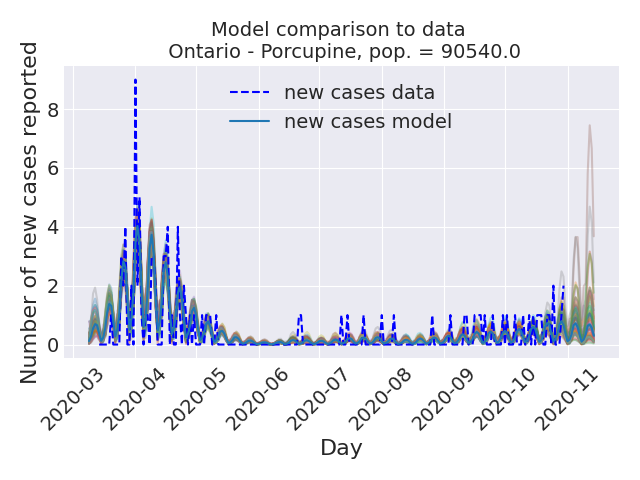 Model comparison to data
Ontario - Porcupine, pop. = 90540.0
new cases data
new cases model
Number of new cases reported
8
6
4
2
0
2020-03
2020-04
2020-05
2020-06
2020-07
2020-08
2020-09
2020-10
2020-11
Day